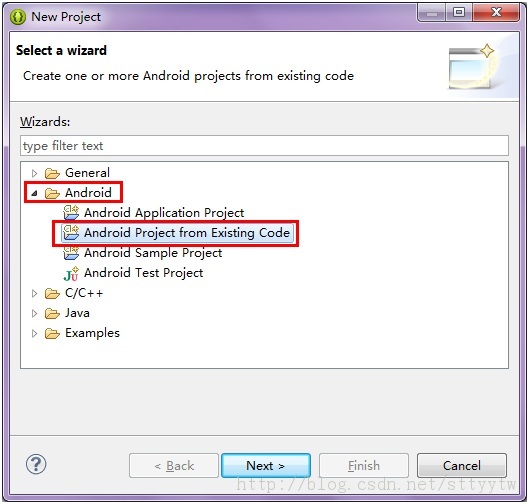 New Project
Select a wizard
Create one or more Android projects from existing code
Wizards:
type filter text
General
Android
Android Application Project
Android Project from Existing Code
Android Sample Project
Android Test Project
C/C++
Java
Examples
< Back
Next >
Finish
Cancel
http://blog.csdn.net/sttyytw